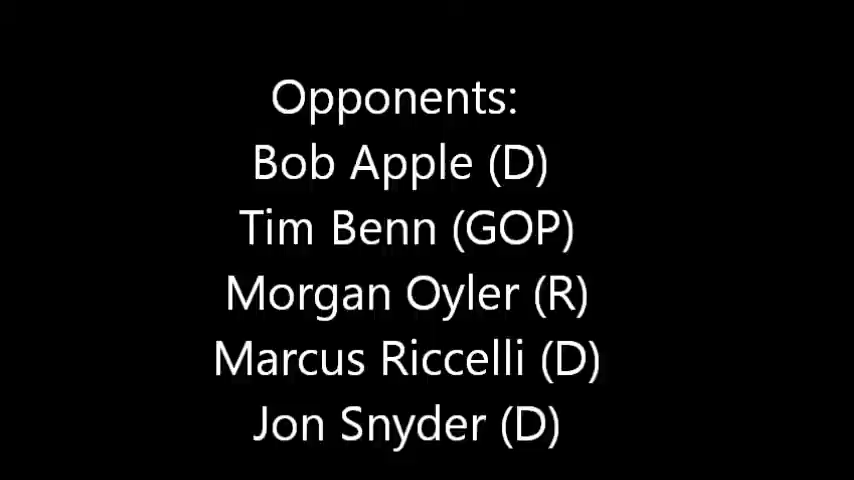 Opponents:
Bob Apple (D)
Tim Benn (GOP)
Morgan Oyler (R)
Marcus Riccelli (D)
Jon Snyder (D)